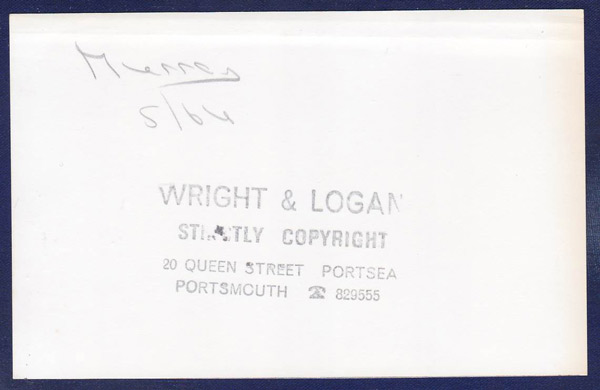 5/64
WRIGHT & LOGAN
STRICTLY COPYRIGHT
20 QUEEN STREET PORTSEA
PORTSMOUTH ☎ 829555